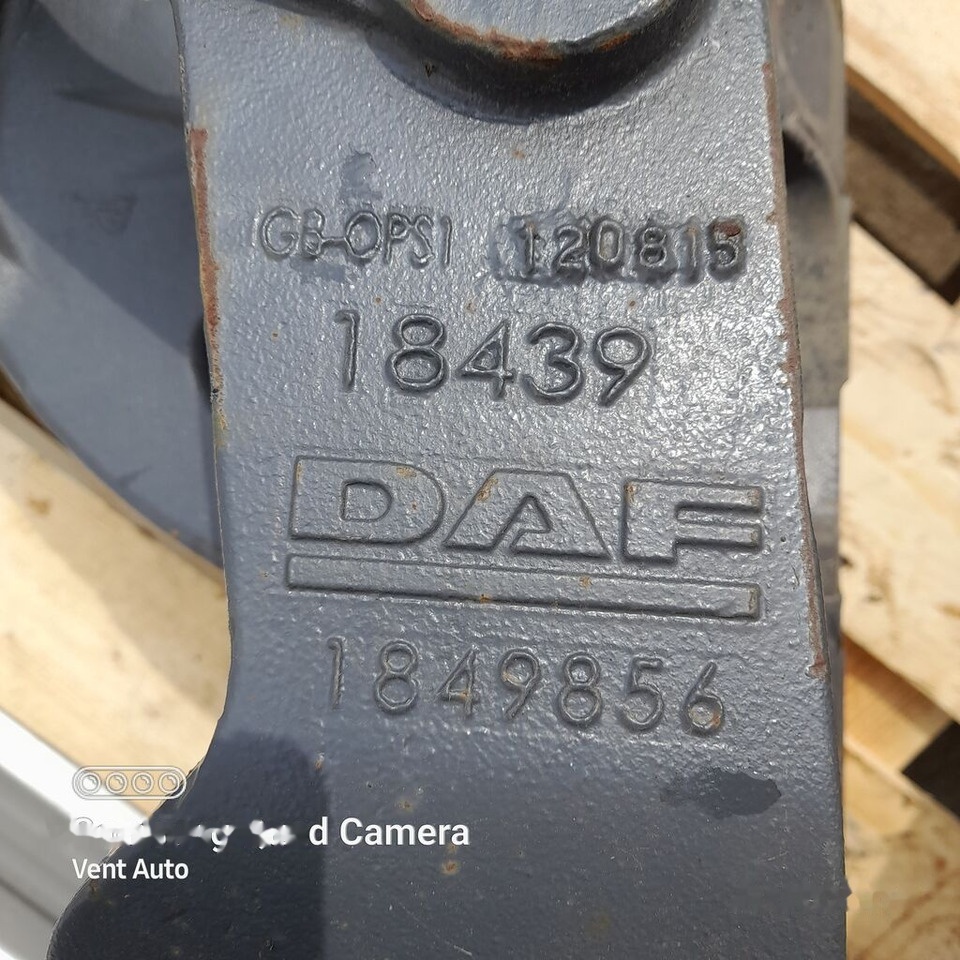 GB-OPS1 120815
18439
DAF
1849856
d Camera
Vent Auto